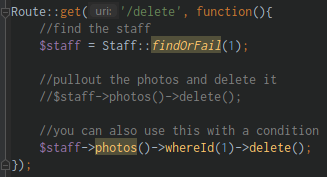 Route::get( uri: '/delete', function(){
//find the staff
$staff = Staff::findOrFail(1);
//pullout the photos and delete it
//$staff->photos()->delete();
//you can also use this with a condition
$staff->photos()->whereId(1)->delete();
});